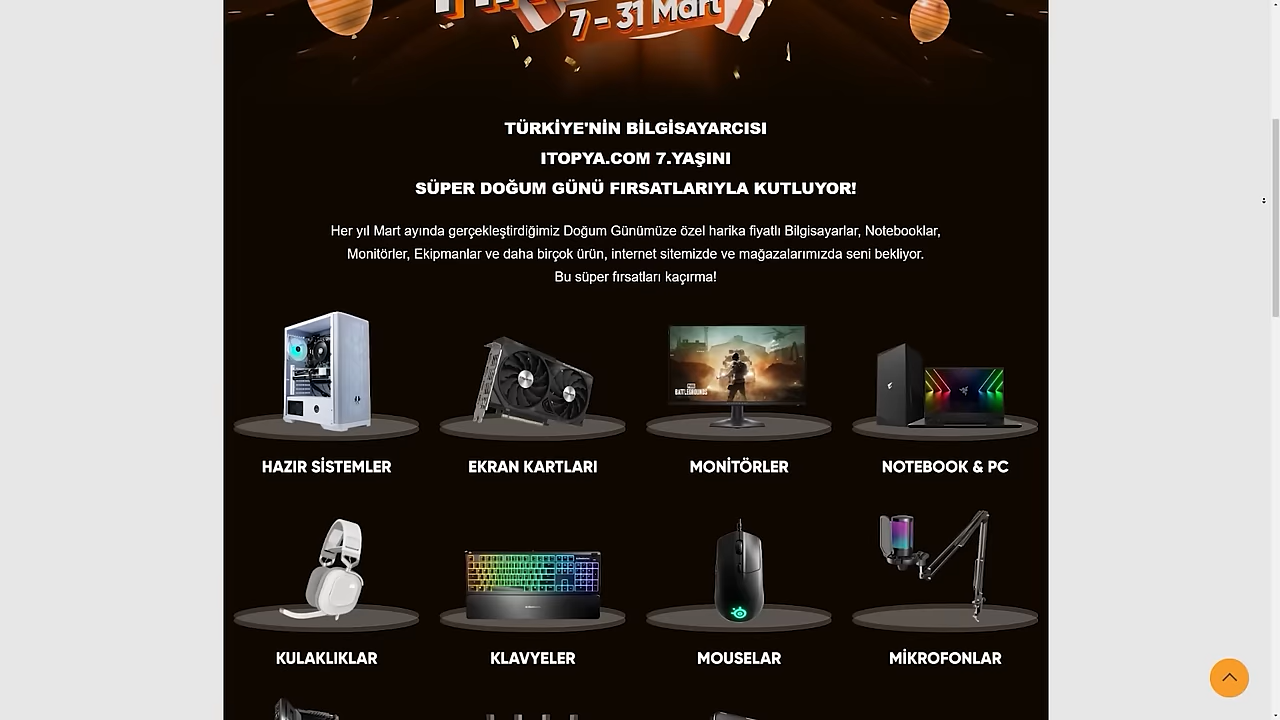 7 - 31 Mart
TÜRKİYE'NİN BİLGİSAYARCISI
ITOPYA.COM 7.YAŞINI
SÜPER DOĞUM GÜNÜ FIRSATLARIYLA KUTLUYOR!
Her yıl Mart ayında gerçekleştirdiğimiz Doğum Günümüze özel harika fiyatlı Bilgisayarlar, Notebooklar,
Monitörler, Ekipmanlar ve daha birçok ürün, internet sitemizde ve mağazalarımızda seni bekliyor.
Bu süper fırsatları kaçırma!
BATTLEGROUNDS
HAZIR SİSTEMLER
EKRAN KARTLARI
MONİTÖRLER
NOTEBOOK & PC
KULAKLIKLAR
KLAVYELER
MOUSELAR
MİKROFONLAR